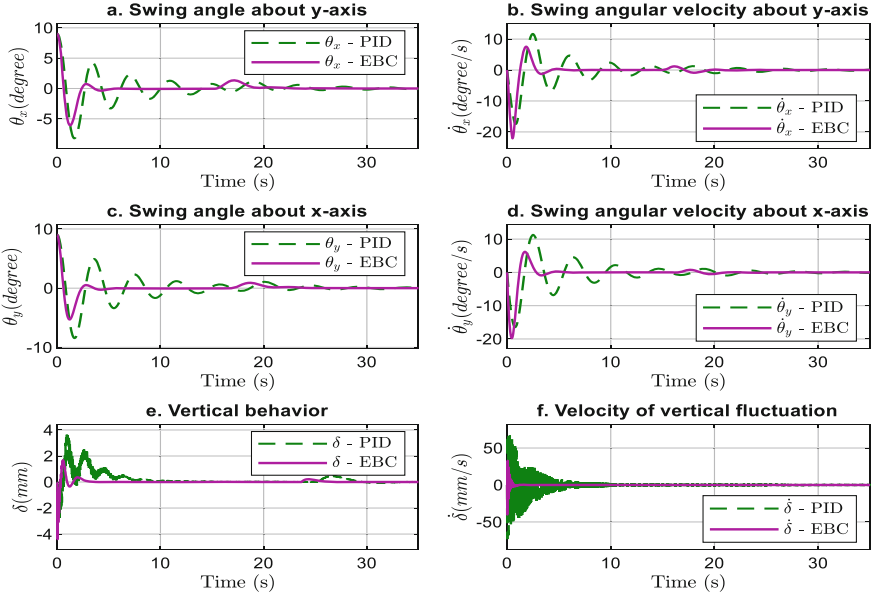 a. Swing angle about y-axis
10
5
0
-5
θx(degree)
θx - PID
θx - EBC
0
10
20
30
Time (s)
b. Swing angular velocity about y-axis
10
0
-10
-20
θ̇x(degree/s)
θ̇x - PID
θ̇x - EBC
0
10
20
30
Time (s)
c. Swing angle about x-axis
10
0
-10
θy(degree)
θy - PID
θy - EBC
0
10
20
30
Time (s)
d. Swing angular velocity about x-axis
10
0
-10
-20
θ̇y(degree/s)
θ̇y - PID
θ̇y - EBC
0
10
20
30
Time (s)
e. Vertical behavior
4
2
0
-2
-4
δ(mm)
δ - PID
δ - EBC
0
10
20
30
Time (s)
f. Velocity of vertical fluctuation
50
0
-50
δ̇(mm/s)
δ̇ - PID
δ̇ - EBC
0
10
20
30
Time (s)